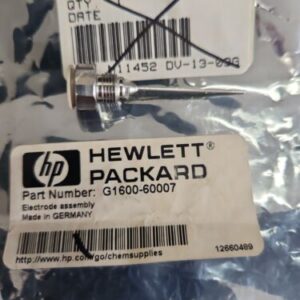 QTY
DATE
M11452 DV-13-09G
hp HEWLETT®
PACKARD
Part Number: G1600-60007
Electrode assembly
Made in GERMANY
http://www.hp.com/go/chemsupplies
12660489